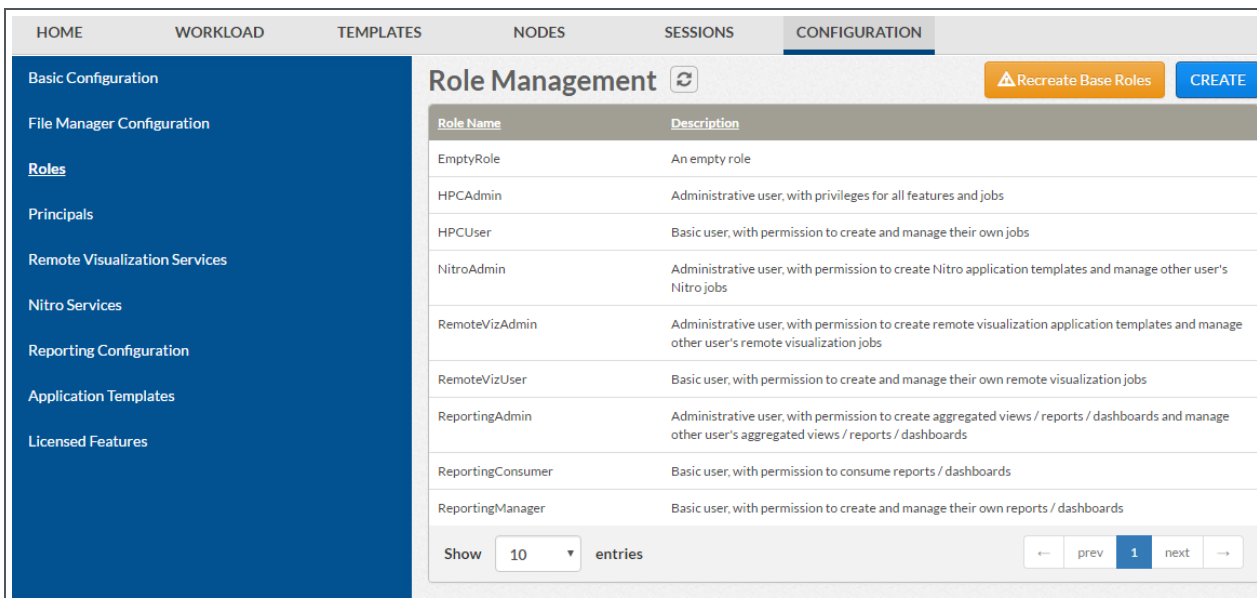 HOME WORKLOAD TEMPLATES NODES SESSIONS CONFIGURATION
Basic Configuration
File Manager Configuration
Roles
Principals
Remote Visualization Services
Nitro Services
Reporting Configuration
Application Templates
Licensed Features
Role Management
Recreate Base Roles CREATE
Role Name Description
EmptyRole An empty role
HPCAdmin Administrative user, with privileges for all features and jobs
HPCUser Basic user, with permission to create and manage their own jobs
NitroAdmin Administrative user, with permission to create Nitro application templates and manage other user's
Nitro jobs
RemoteVizAdmin Administrative user, with permission to create remote visualization application templates and manage
other user's remote visualization jobs
RemoteVizUser Basic user, with permission to create and manage their own remote visualization jobs
ReportingAdmin Administrative user, with permission to create aggregated views / reports / dashboards and manage
other user's aggregated views / reports / dashboards
ReportingConsumer Basic user, with permission to consume reports / dashboards
ReportingManager Basic user, with permission to create and manage their own reports / dashboards
Show 10 entries ← prev 1 next →